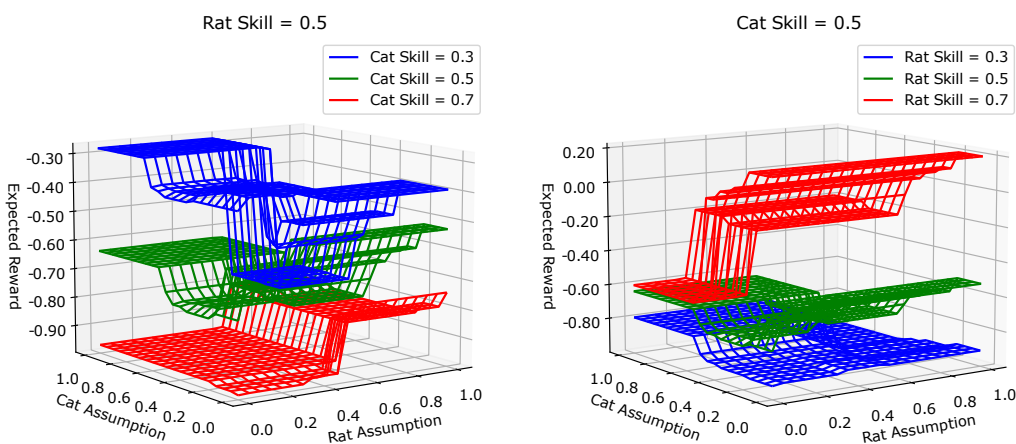 Rat Skill = 0.5
Cat Skill = 0.3
Cat Skill = 0.5
Cat Skill = 0.7
Expected Reward
-0.30
-0.40
-0.50
-0.60
-0.70
-0.80
-0.90
1.0
0.8
0.6
0.4
0.2
0.0
Cat Assumption
0.0
0.2
0.4
0.6
0.8
1.0
Rat Assumption
Cat Skill = 0.5
Rat Skill = 0.3
Rat Skill = 0.5
Rat Skill = 0.7
Expected Reward
0.20
0.00
-0.20
-0.40
-0.60
-0.80
1.0
0.8
0.6
0.4
0.2
0.0
Cat Assumption
0.0
0.2
0.4
0.6
0.8
1.0
Rat Assumption